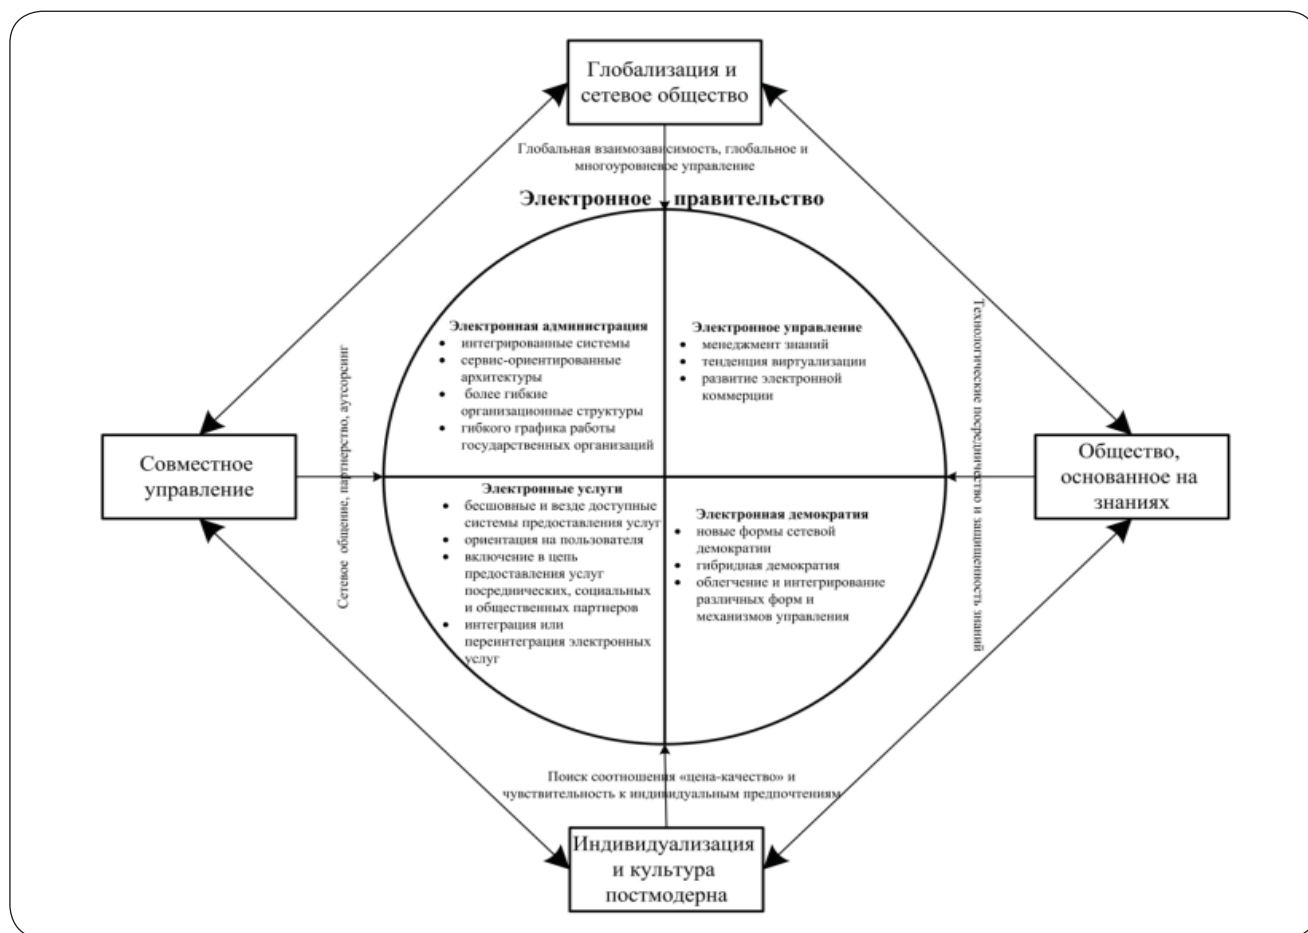 Глобализация и
сетевое общество
Глобальная взаимозависимость, глобальное и
многоуровневое управление
Электронное правительство
Электронная администрация
• интегрированные системы
• сервис-ориентированные
архитектуры
• более гибкие
организационные структуры
• гибкого графика работы
государственных организаций
Электронное управление
• менеджмент знаний
• тенденция виртуализации
• развитие электронной
коммерции
Совместное
управление
Сетевое общение, партнерство, аутсорсинг
Технологические посредничество и защищенность знаний
Общество,
основанное на
знаниях
Электронные услуги
• бесшовные и везде доступные
системы предоставления услуг
• ориентация на пользователя
• включение в цепь
предоставления услуг
посреднических, социальных
и общественных партнеров
• интеграция или
переинтеграция электронных
услуг
Электронная демократия
• новые формы сетевой
демократии
• гибридная демократия
• облегчение и интегрирование
различных форм и
механизмов управления
Поиск соотношения «цена-качество» и
чувствительность к индивидуальным предпочтениям
Индивидуализация
и культура
постмодерна